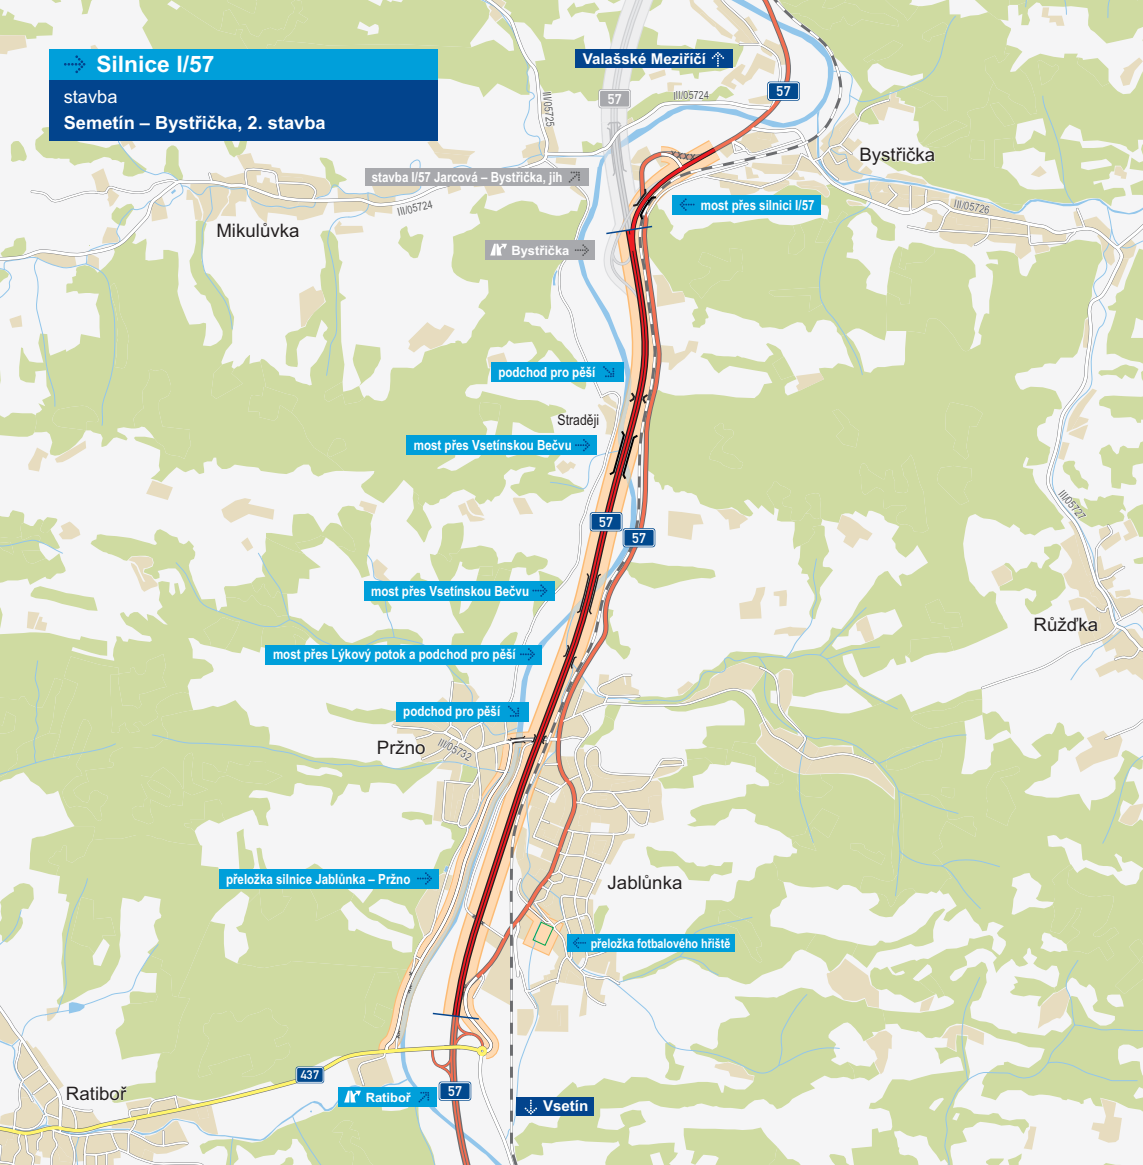 Silnice I/57
stavba
Semetín – Bystřička, 2. stavba
Valašské Meziříčí
57
III/05724
57
III/05725
Bystřička
stavba I/57 Jarcová – Bystřička, jih
III/05724
most přes silnici I/57
III/05726
Mikulůvka
Bystřička
podchod pro pěší
Straději
most přes Vsetínskou Bečvu
III/05727
57
57
most přes Vsetínskou Bečvu
Růžďka
most přes Lýkový potok a podchod pro pěší
podchod pro pěší
Pržno
III/05732
přeložka silnice Jablůnka – Pržno
Jablůnka
přeložka fotbalového hřiště
437
Ratiboř
Ratiboř
57
Vsetín